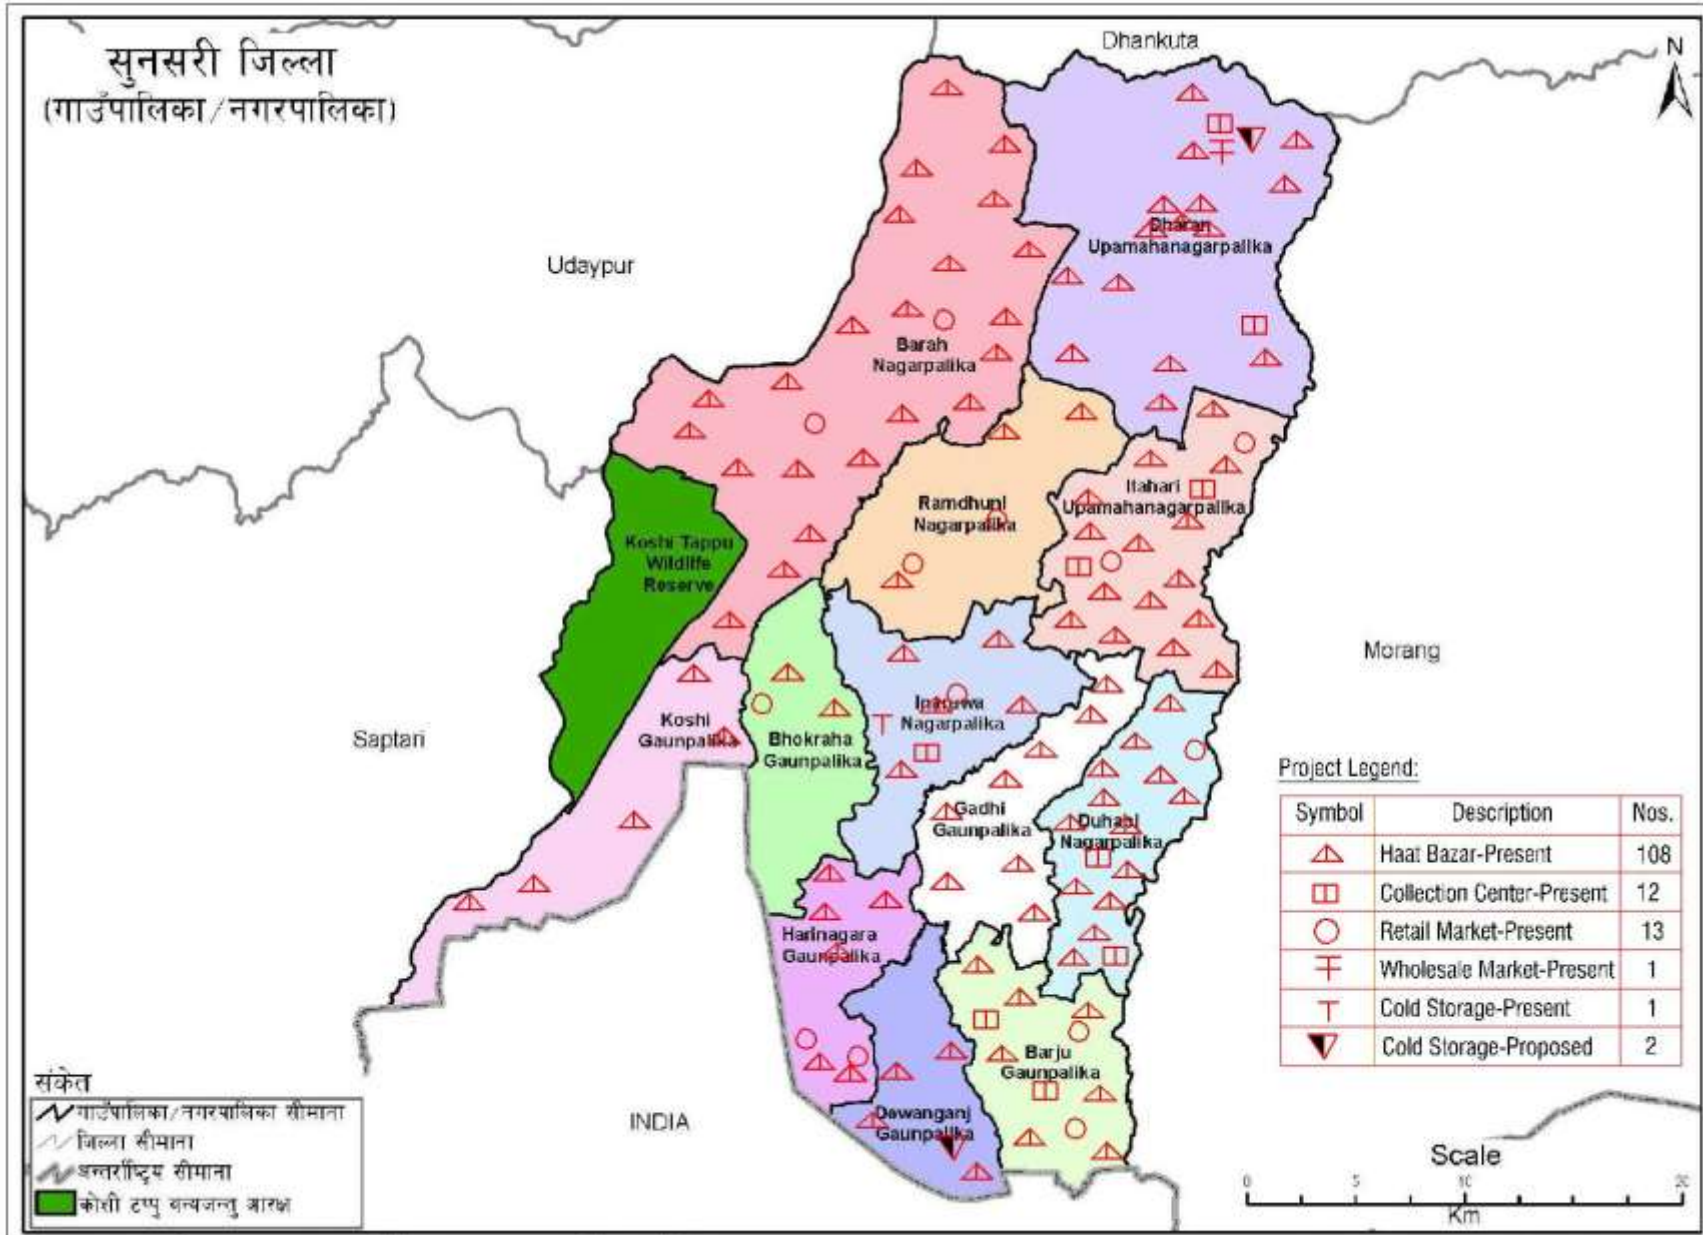 सुनसरी जिल्ला
(गाउँपालिका/नगरपालिका)
Dhankuta
N
Udaypur
Dharan
Upamahanagarpalika
Barah
Nagarpalika
Ramdhuni
Nagarpalika
Itahari
Upamahanagarpalika
Koshi Tappu
Wildlife
Reserve
Morang
Saptari
Koshi
Gaunpalika
Bhokraha
Gaunpalika
Inaruwa
Nagarpalika
Gadhi
Gaunpalika
Duhabi
Nagarpalika
Harinagara
Gaunpalika
Barju
Gaunpalika
Dewanganj
Gaunpalika
INDIA
Project Legend:
Symbol Description Nos.
Haat Bazar-Present 108
Collection Center-Present 12
Retail Market-Present 13
Wholesale Market-Present 1
Cold Storage-Present 1
Cold Storage-Proposed 2
संकेत
गाउँपालिका/नगरपालिका सीमाना
जिल्ला सीमाना
अन्तर्राष्ट्रिय सीमाना
कोशी टप्पु वन्यजन्तु आरक्ष
Scale
0 5 10 20
Km